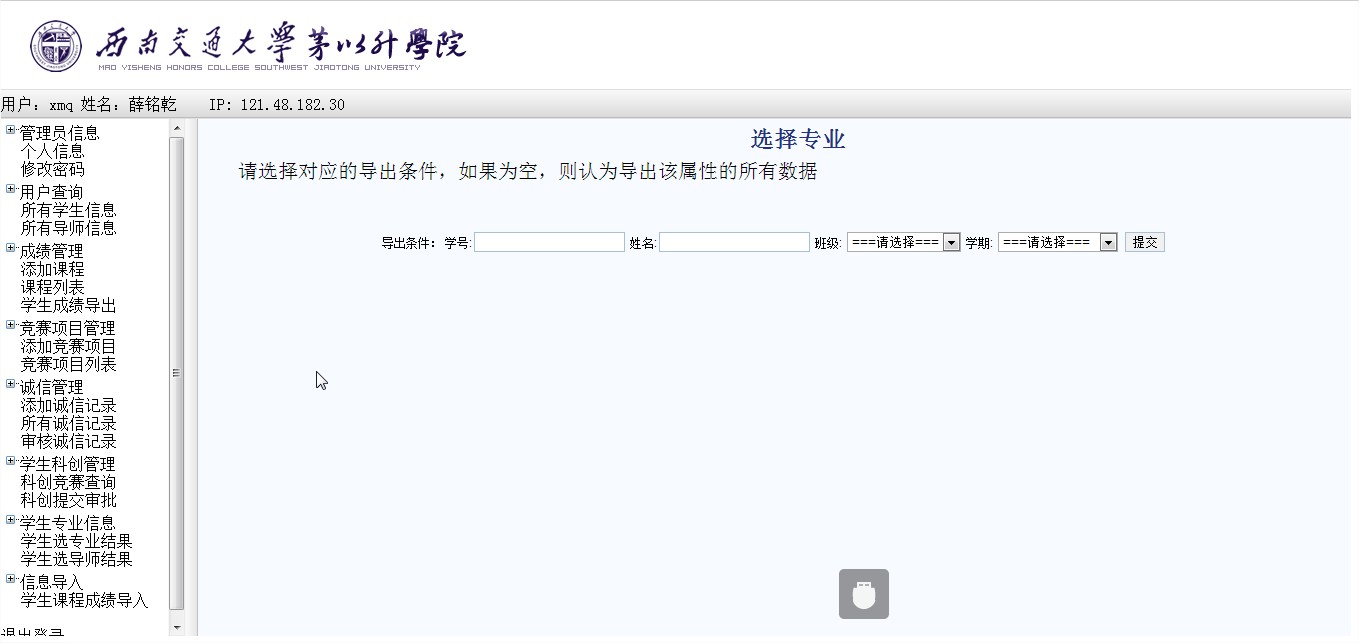 西南交通大学茅以升学院
MAO YISHENG HONORS COLLEGE SOUTHWEST JIAOTONG UNIVERSITY
用户: xmq 姓名: 薛铭乾 IP: 121.48.182.30
管理员信息
个人信息
修改密码
用户查询
所有学生信息
所有导师信息
成绩管理
添加课程
课程列表
学生成绩导出
竞赛项目管理
添加竞赛项目
竞赛项目列表
诚信管理
添加诚信记录
所有诚信记录
审核诚信记录
学生科创管理
科创竞赛查询
科创提交审批
学生专业信息
学生选专业结果
学生选导师结果
信息导入
学生课程成绩导入
退出登录
选择专业
请选择对应的导出条件，如果为空，则认为导出该属性的所有数据
导出条件: 学号: 姓名: 班级: ===请选择=== 学期: ===请选择=== 提交